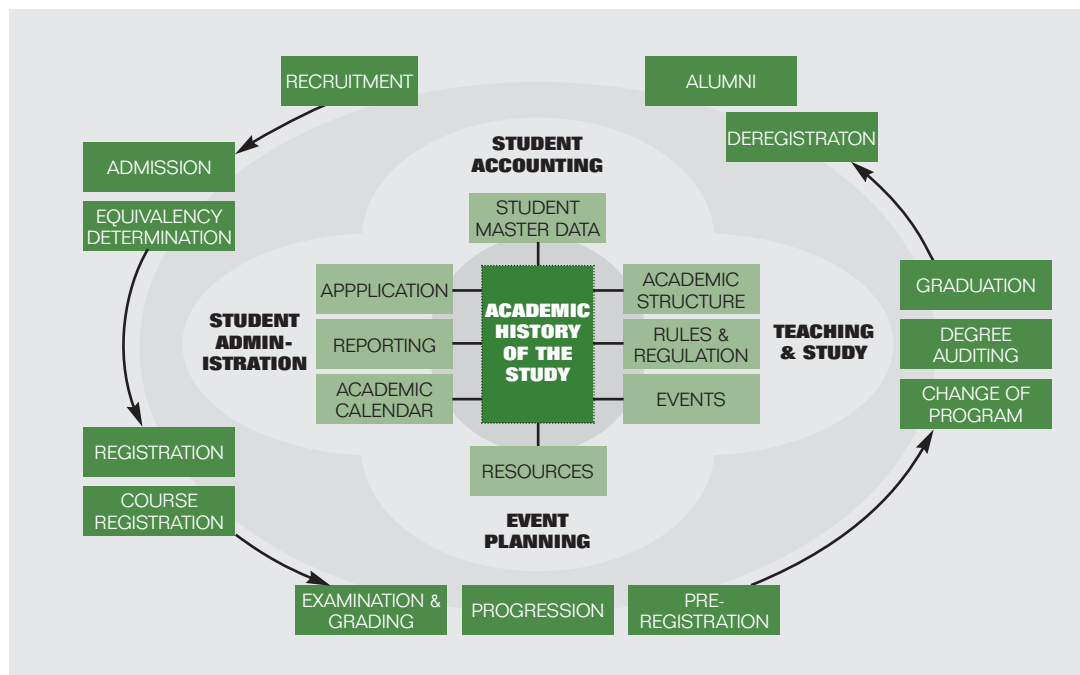 RECRUITMENT
ALUMNI
DEREGISTRATON
ADMISSION
EQUIVALENCY
DETERMINATION
STUDENT
ACCOUNTING
STUDENT
MASTER DATA
APPPLICATION
REPORTING
ACADEMIC
CALENDAR
STUDENT
ADMIN-
ISTRATION
ACADEMIC
HISTORY
OF THE
STUDY
ACADEMIC
STRUCTURE
RULES &
REGULATION
EVENTS
TEACHING
& STUDY
GRADUATION
DEGREE
AUDITING
CHANGE OF
PROGRAM
REGISTRATION
COURSE
REGISTRATION
RESOURCES
EVENT
PLANNING
EXAMINATION &
GRADING
PROGRESSION
PRE-
REGISTRATION